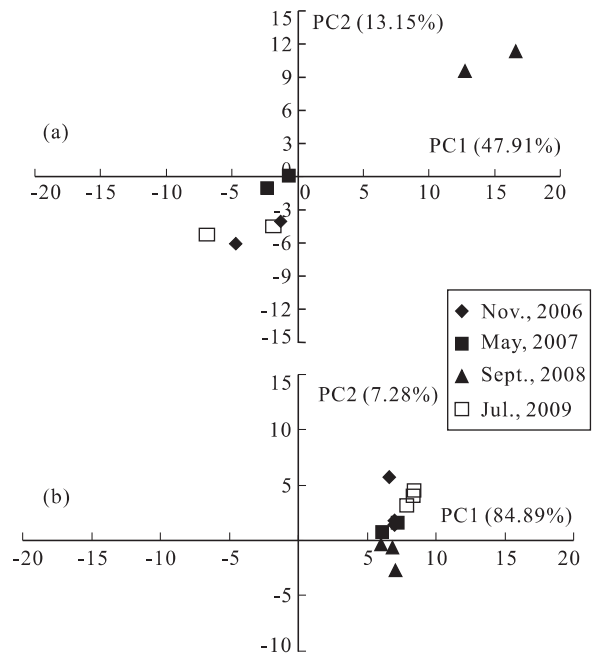 15
PC2 (13.15%)
12
9
6
(a)
3
PC1 (47.91%)
0
-20 -15 -10 -5 0 5 10 15 20
-3
-6
-9
-12
-15
Nov., 2006
May, 2007
Sept., 2008
Jul., 2009
15
PC2 (7.28%)
10
5
(b)
PC1 (84.89%)
0
-20 -15 -10 -5 0 5 10 15 20
-5
-10